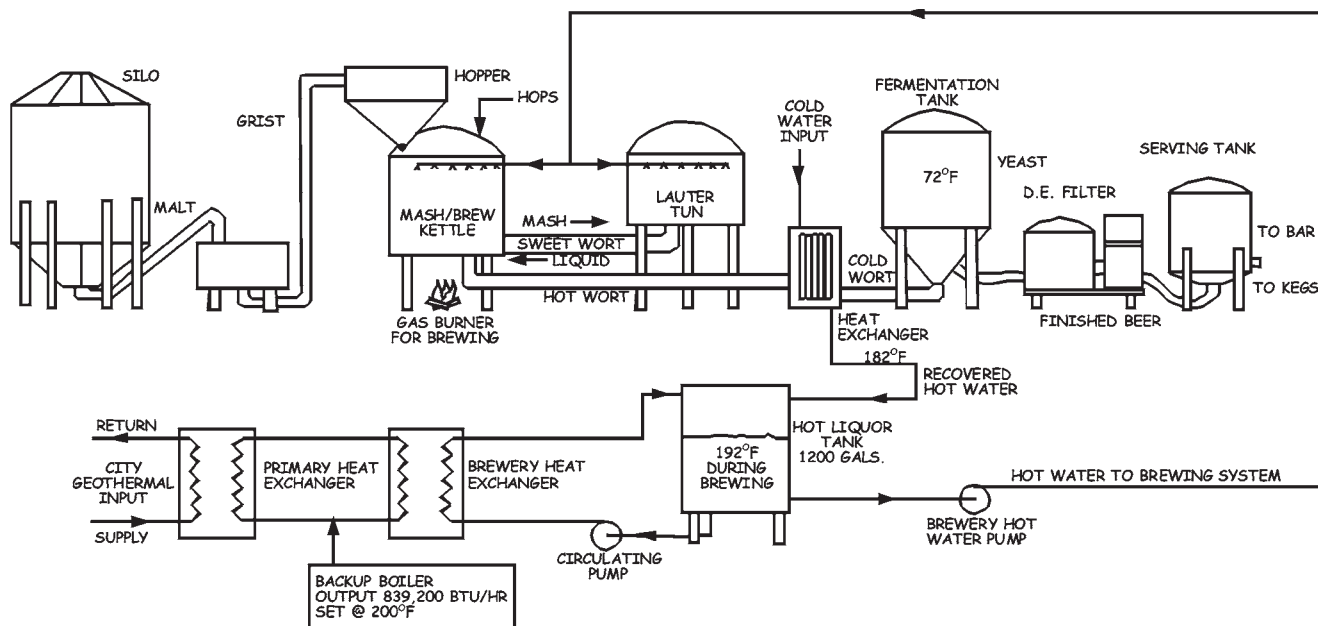 SILO
HOPPER
HOPS
GRIST
COLD
WATER
INPUT
FERMENTATION
TANK
YEAST
72°F
SERVING TANK
D.E. FILTER
MALT
MASH/BREW
KETTLE
LAUTER
TUN
MASH
SWEET WORT
LIQUID
HOT WORT
COLD
WORT
TO BAR
TO KEGS
GAS BURNER
FOR BREWING
HEAT
EXCHANGER
FINISHED BEER
182°F
RECOVERED
HOT WATER
RETURN
CITY
GEOTHERMAL
INPUT
SUPPLY
PRIMARY HEAT
EXCHANGER
BREWERY HEAT
EXCHANGER
HOT LIQUOR
TANK
1200 GALS.
192°F
DURING
BREWING
HOT WATER TO BREWING SYSTEM
BREWERY HOT
WATER PUMP
CIRCULATING
PUMP
BACKUP BOILER
OUTPUT 839,200 BTU/HR
SET @ 200°F